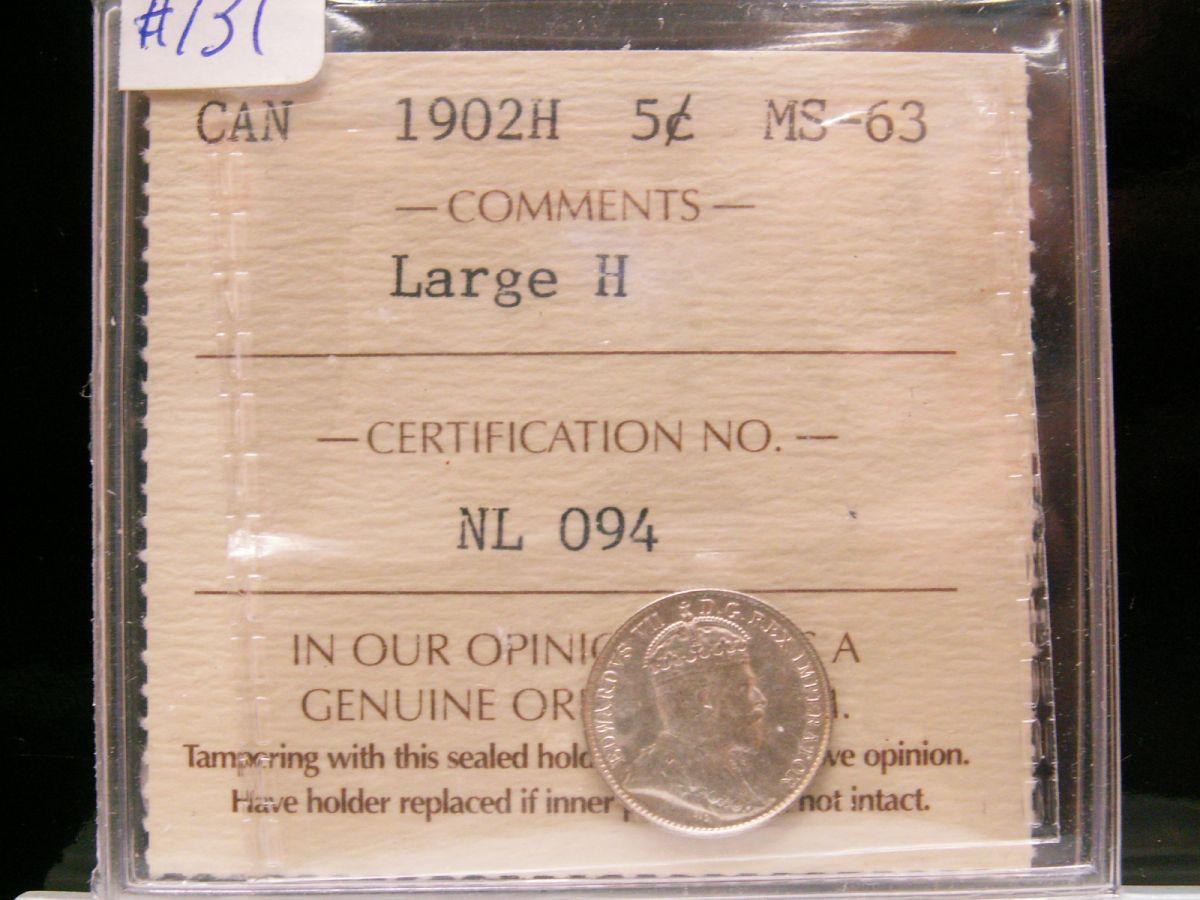 #131
CAN 1902H 5¢ MS-63
— COMMENTS —
Large H
— CERTIFICATION NO. —
NL 094
IN OUR OPINI A
GENUINE OR
Tampering with this sealed hold ve opinion.
Have holder replaced if inner not intact.
EDWARDVS VII D.G. REX IMPERATOR